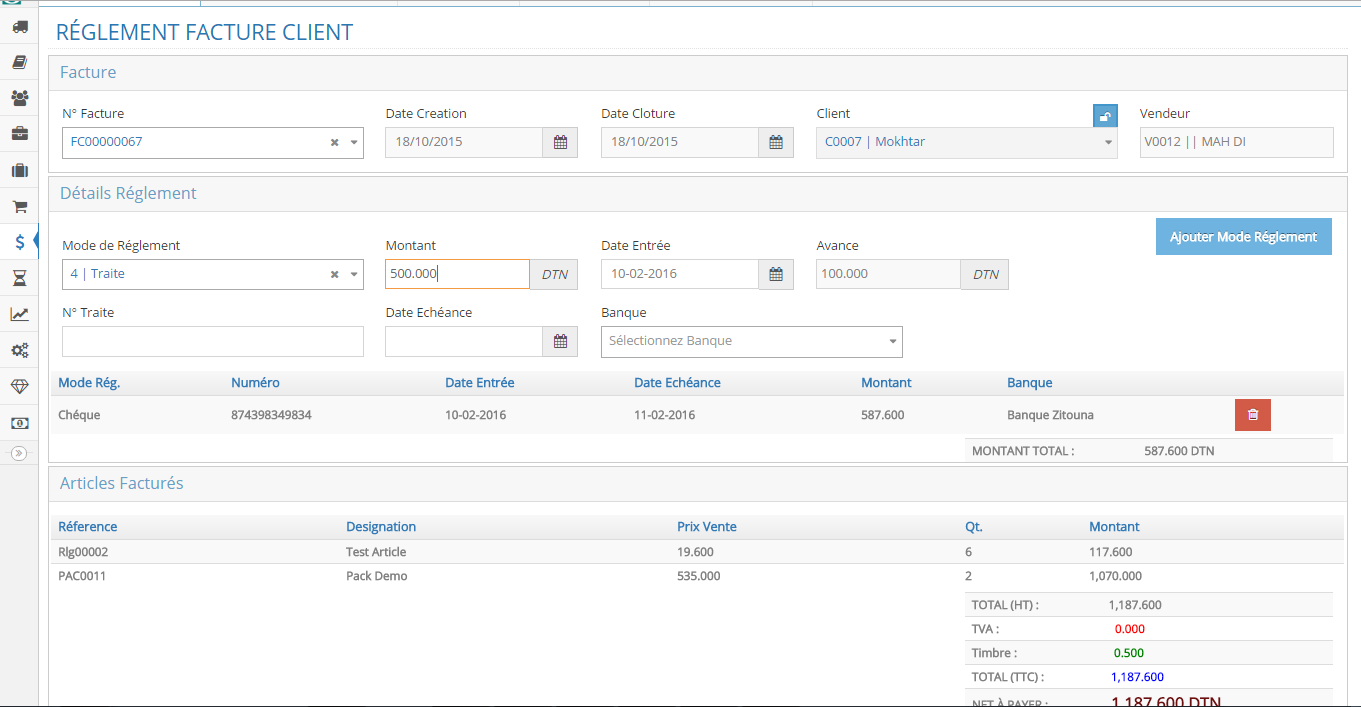 RÉGLEMENT FACTURE CLIENT
Facture
N° Facture Date Creation Date Cloture Client Vendeur
FC00000067 18/10/2015 18/10/2015 C0007 | Mokhtar V0012 || MAH DI
Détails Réglement
Ajouter Mode Réglement
Mode de Réglement Montant Date Entrée Avance
4 | Traite 500.000 DTN 10-02-2016 100.000 DTN
N° Traite Date Echéance Banque
Sélectionnez Banque
Mode Rég. Numéro Date Entrée Date Echéance Montant Banque
Chéque 874398349834 10-02-2016 11-02-2016 587.600 Banque Zitouna
MONTANT TOTAL : 587.600 DTN
Articles Facturés
Réference Designation Prix Vente Qt. Montant
Rlg00002 Test Article 19.600 6 117.600
PAC0011 Pack Demo 535.000 2 1,070.000
TOTAL (HT) : 1,187.600
TVA : 0.000
Timbre : 0.500
TOTAL (TTC) : 1,187.600
NET À PAYER : 1,187.600 DTN